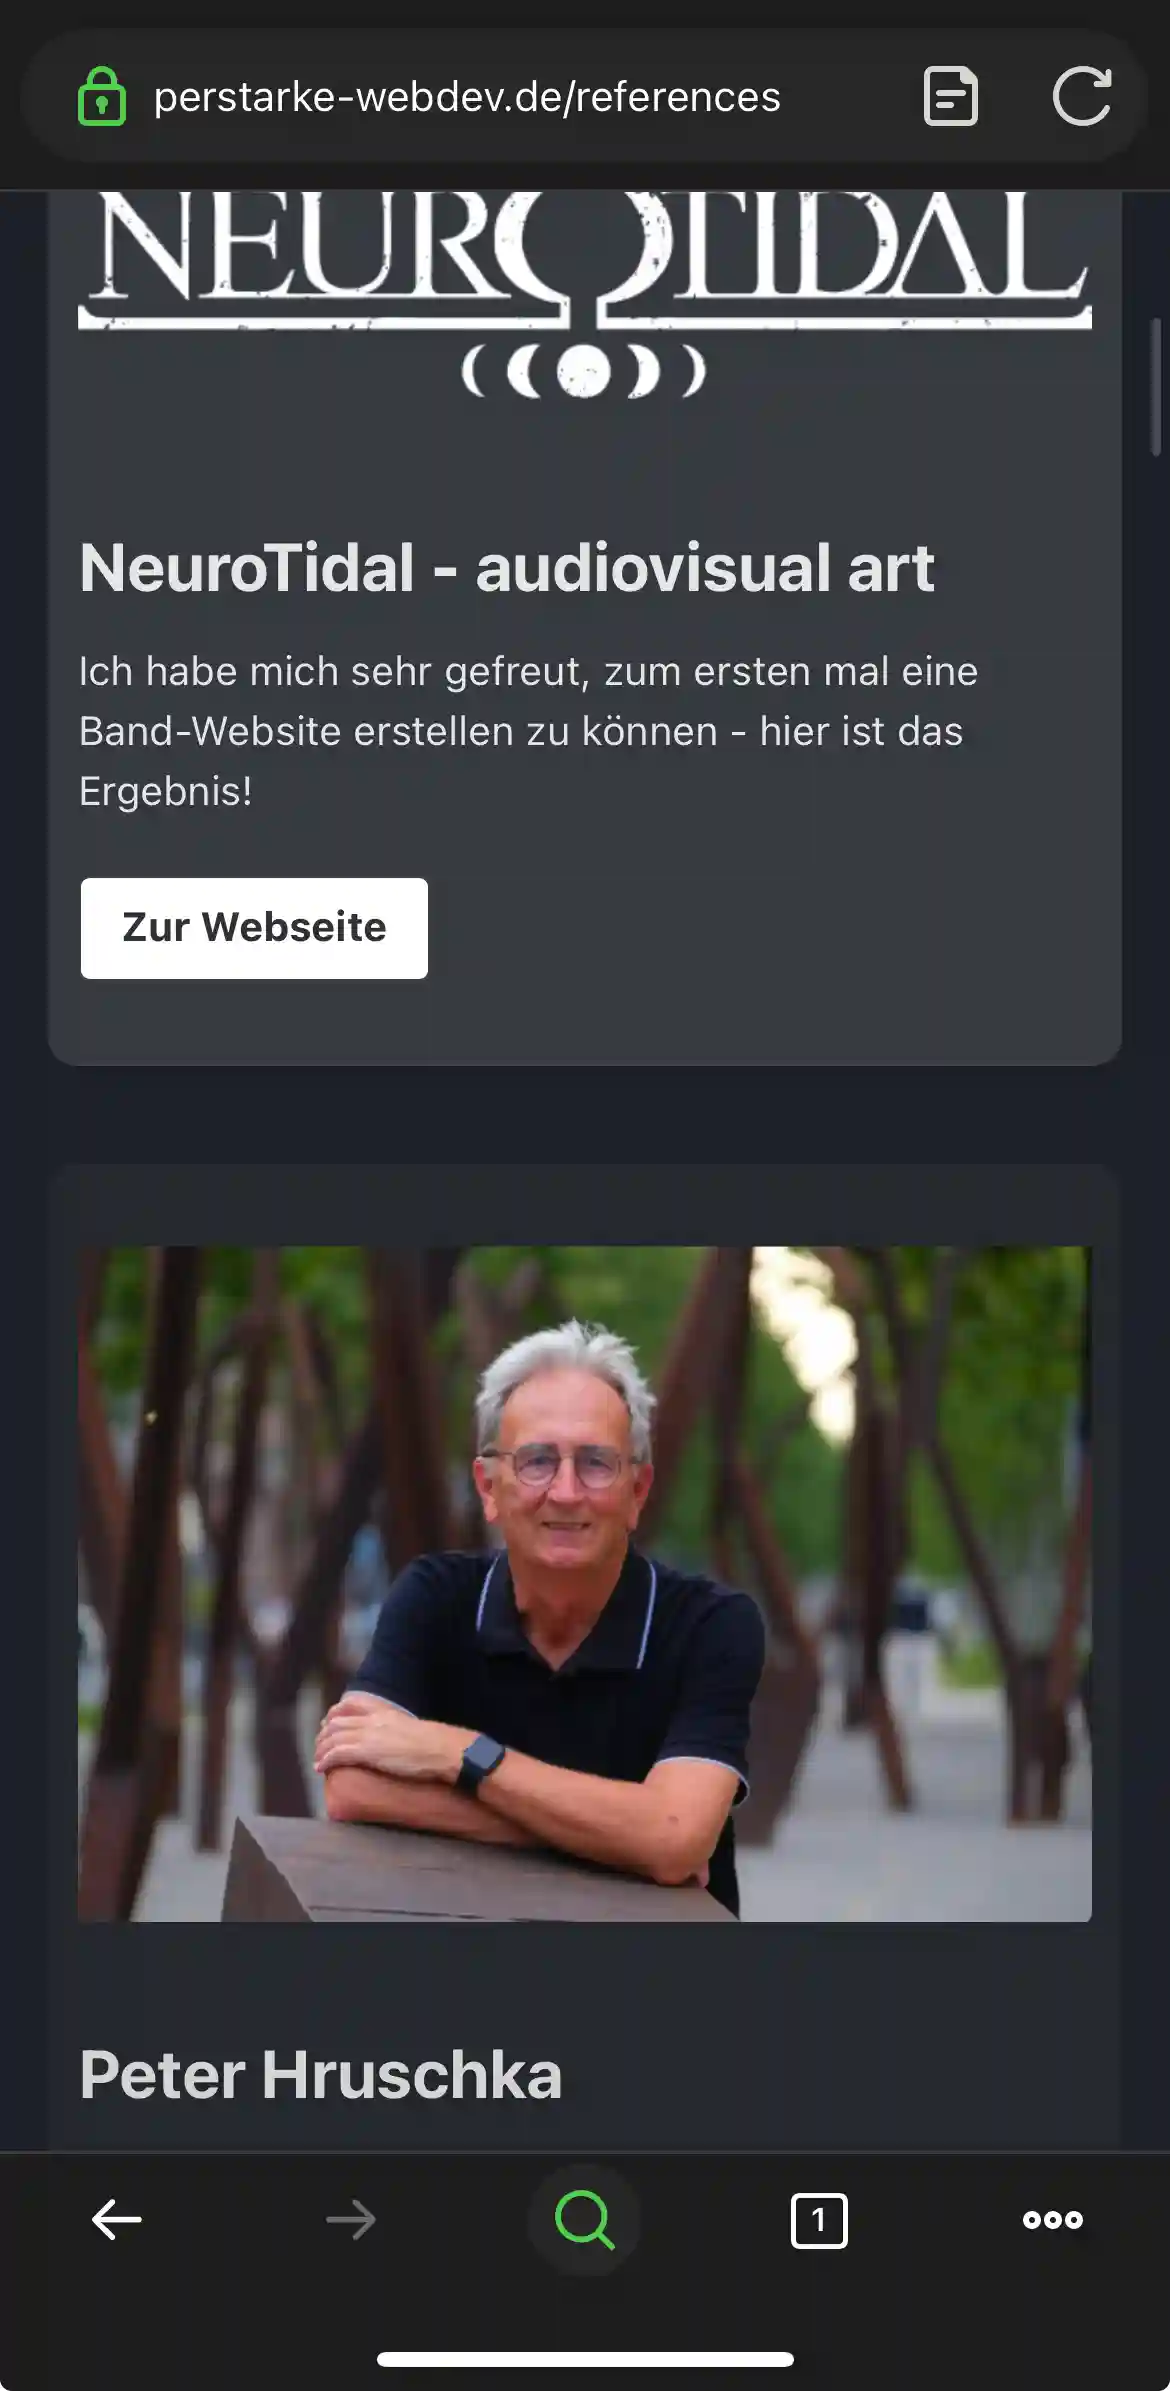 perstarke-webdev.de/references
NEUROTIDAL
NeuroTidal - audiovisual art
Ich habe mich sehr gefreut, zum ersten mal eine
Band-Website erstellen zu können - hier ist das
Ergebnis!
Zur Webseite
Peter Hruschka
1